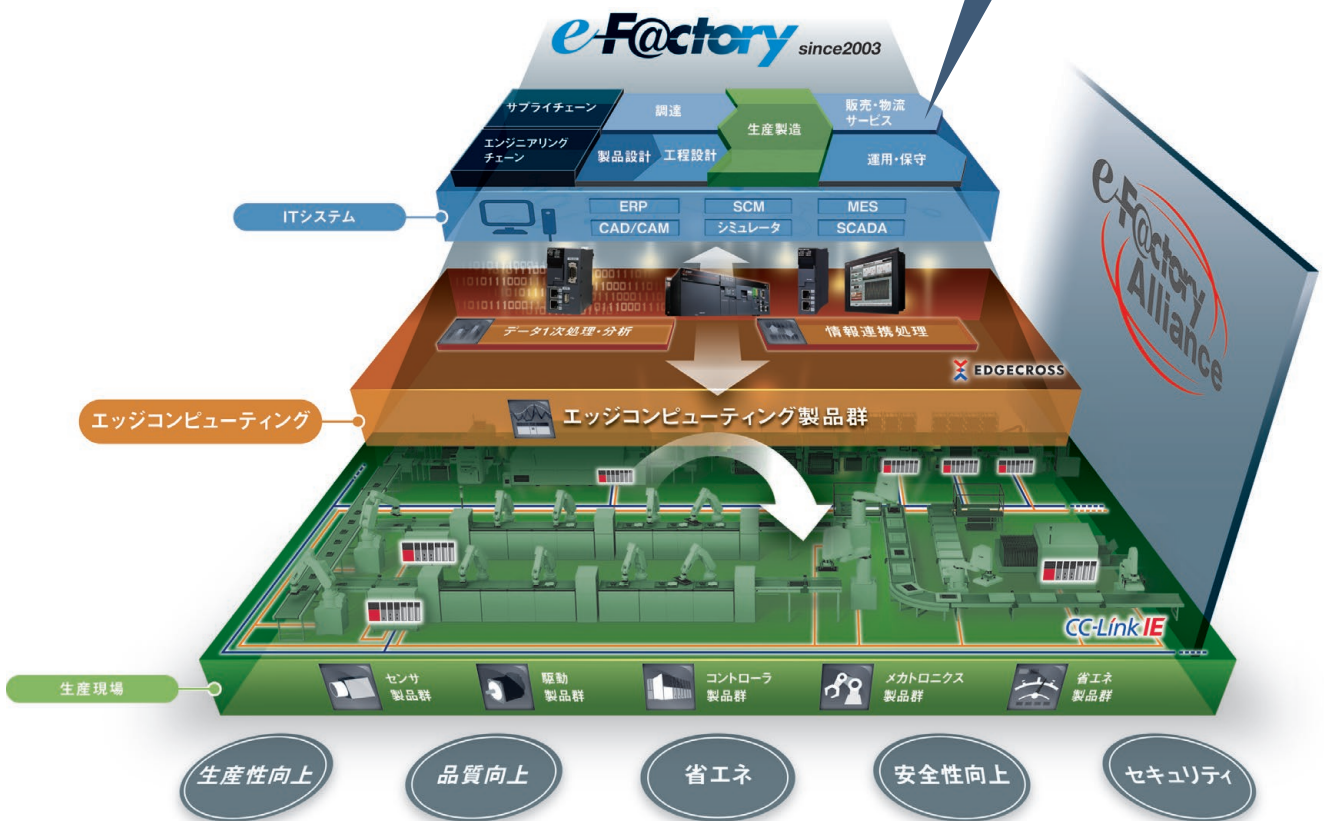 e-F@ctory since2003
サプライチェーン
調達
生産製造
販売・物流
サービス
エンジニアリング
チェーン
製品設計
工程設計
運用・保守
ITシステム
ERP
SCM
MES
CAD/CAM
シミュレータ
SCADA
e-F@ctory
Alliance
データ1次処理・分析
情報連携処理
EDGECROSS
エッジコンピューティング
エッジコンピューティング製品群
CC-Link IE
生産現場
センサ
製品群
駆動
製品群
コントローラ
製品群
メカトロニクス
製品群
省エネ
製品群
生産性向上
品質向上
省エネ
安全性向上
セキュリティ